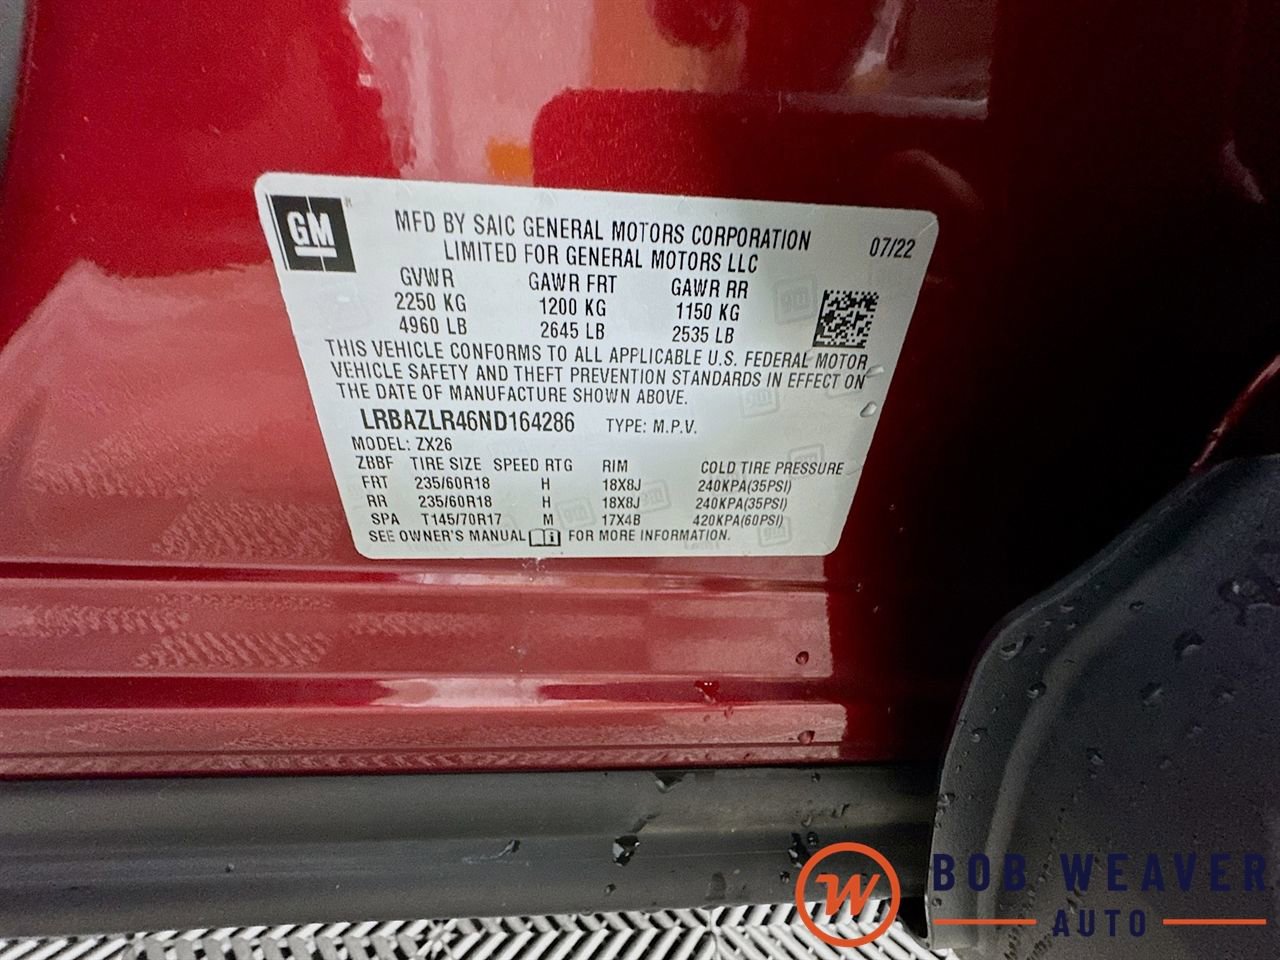 GM
MFD BY SAIC GENERAL MOTORS CORPORATION
LIMITED FOR GENERAL MOTORS LLC
07/22
GVWR GAWR FRT GAWR RR
2250 KG 1200 KG 1150 KG
4960 LB 2645 LB 2535 LB
THIS VEHICLE CONFORMS TO ALL APPLICABLE U.S. FEDERAL MOTOR
VEHICLE SAFETY AND THEFT PREVENTION STANDARDS IN EFFECT ON
THE DATE OF MANUFACTURE SHOWN ABOVE.
LRBAZLR46ND164286 TYPE: M.P.V.
MODEL: ZX26
ZBBF TIRE SIZE SPEED RTG RIM COLD TIRE PRESSURE
FRT 235/60R18 H 18X8J 240KPA(35PSI)
RR 235/60R18 H 18X8J 240KPA(35PSI)
SPA T145/70R17 M 17X4B 420KPA(60PSI)
SEE OWNER'S MANUAL i FOR MORE INFORMATION.
W BOB WEAVER
AUTO